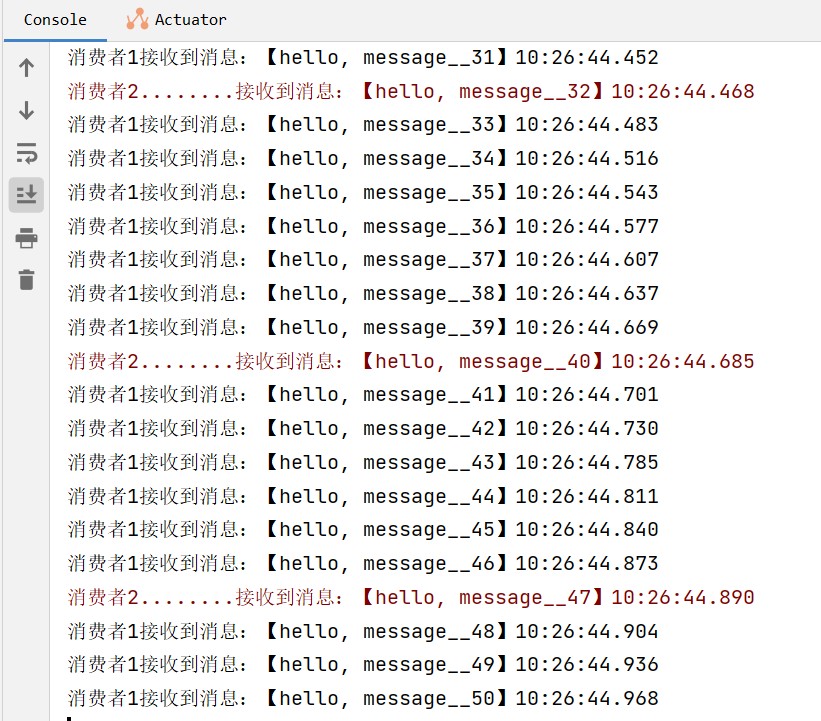 Console Actuator
消费者1接收到消息:【hello, message__31】10:26:44.452
消费者2........接收到消息:【hello, message__32】10:26:44.468
消费者1接收到消息:【hello, message__33】10:26:44.483
消费者1接收到消息:【hello, message__34】10:26:44.516
消费者1接收到消息:【hello, message__35】10:26:44.543
消费者1接收到消息:【hello, message__36】10:26:44.577
消费者1接收到消息:【hello, message__37】10:26:44.607
消费者1接收到消息:【hello, message__38】10:26:44.637
消费者1接收到消息:【hello, message__39】10:26:44.669
消费者2........接收到消息:【hello, message__40】10:26:44.685
消费者1接收到消息:【hello, message__41】10:26:44.701
消费者1接收到消息:【hello, message__42】10:26:44.730
消费者1接收到消息:【hello, message__43】10:26:44.785
消费者1接收到消息:【hello, message__44】10:26:44.811
消费者1接收到消息:【hello, message__45】10:26:44.840
消费者1接收到消息:【hello, message__46】10:26:44.873
消费者2........接收到消息:【hello, message__47】10:26:44.890
消费者1接收到消息:【hello, message__48】10:26:44.904
消费者1接收到消息:【hello, message__49】10:26:44.936
消费者1接收到消息:【hello, message__50】10:26:44.968